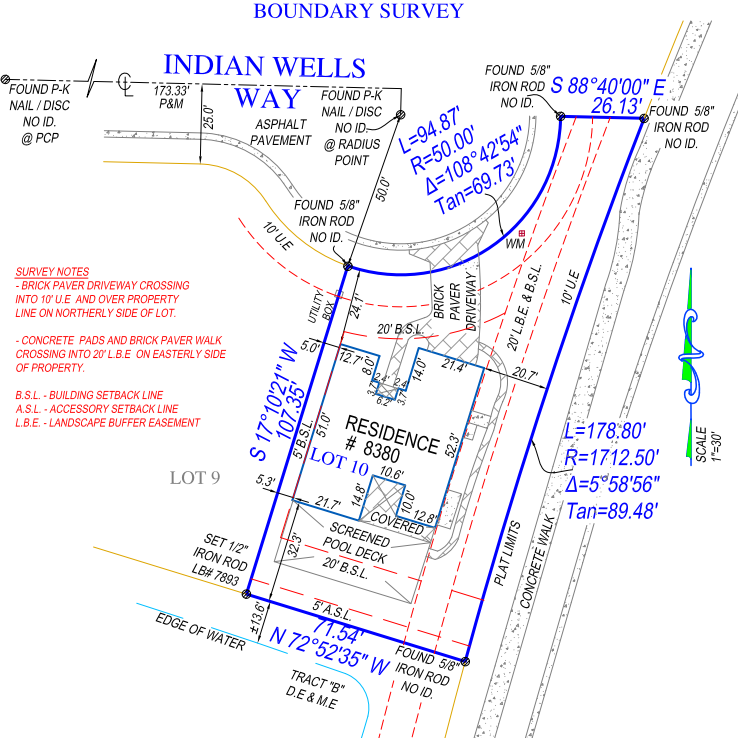 BOUNDARY SURVEY
INDIAN WELLS
WAY
FOUND P-K
NAIL / DISC
NO ID.
@ PCP
℄
173.33'
P&M
25.0'
ASPHALT
PAVEMENT
FOUND P-K
NAIL / DISC
NO ID.
@ RADIUS
POINT
50.0'
L=94.87'
R=50.00'
Δ=108°42'54"
Tan=69.73'
FOUND 5/8"
IRON ROD
NO ID.
S 88°40'00" E
26.13'
FOUND 5/8"
IRON ROD
NO ID.
FOUND 5/8"
IRON ROD
NO ID.
10' U.E
WM
SURVEY NOTES
- BRICK PAVER DRIVEWAY CROSSING
INTO 10' U.E AND OVER PROPERTY
LINE ON NORTHERLY SIDE OF LOT.
- CONCRETE PADS AND BRICK PAVER WALK
CROSSING INTO 20' L.B.E ON EASTERLY SIDE
OF PROPERTY.
B.S.L. - BUILDING SETBACK LINE
A.S.L. - ACCESSORY SETBACK LINE
L.B.E. - LANDSCAPE BUFFER EASEMENT
UTILITY
BOX
24.1'
BRICK
PAVER
DRIVEWAY
20' L.B.E. & B.S.L.
10' U.E
20' B.S.L.
5.0'
12.7'
8.0'
2.4'
2.4'
3.7'
3.7'
6.2'
14.0'
21.4'
20.7'
S 17°10'21" W
107.35'
5' B.S.L.
51.0'
RESIDENCE
# 8380
LOT 10
52.3'
LOT 9
5.3'
21.7'
14.8'
10.6'
10.0'
12.8'
COVERED
SCREENED
POOL DECK
20' B.S.L.
32.3'
L=178.80'
R=1712.50'
Δ=5°58'56"
Tan=89.48'
SCALE
1"=30'
PLAT LIMITS
CONCRETE WALK
SET 1/2"
IRON ROD
LB# 7893
±13.6'
5' A.S.L.
71.54'
N 72°52'35" W
EDGE OF WATER
FOUND 5/8"
IRON ROD
NO ID.
TRACT "B"
D.E & M.E